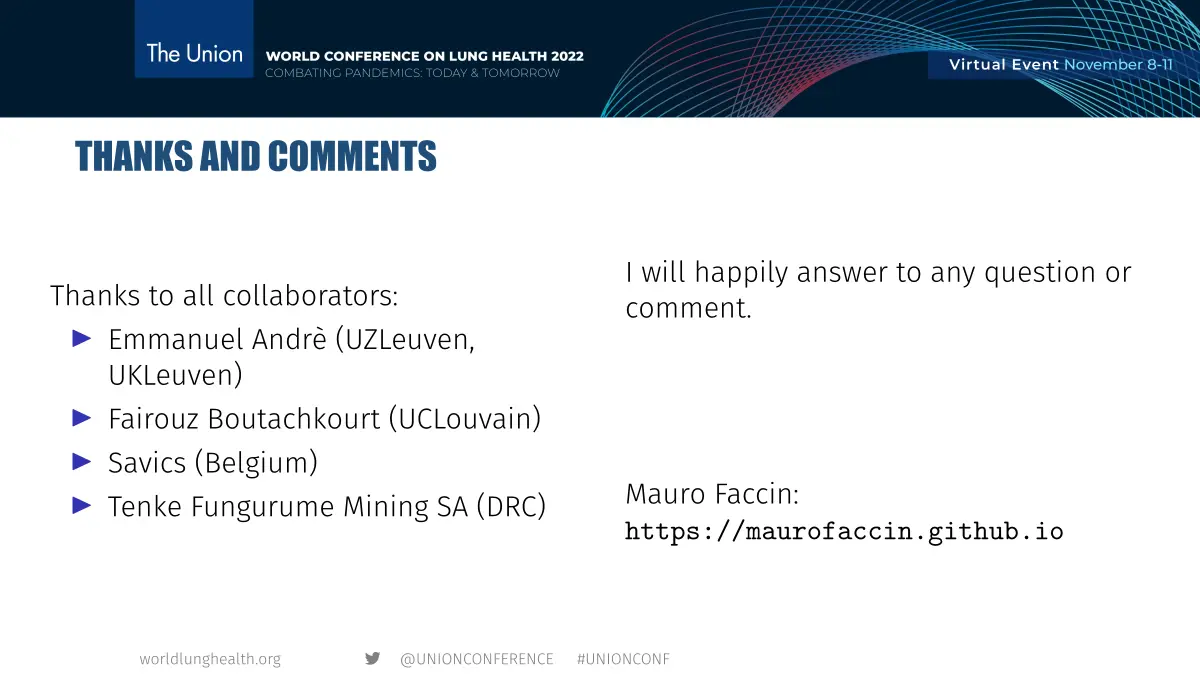 The Union
WORLD CONFERENCE ON LUNG HEALTH 2022
COMBATING PANDEMICS: TODAY & TOMORROW
Virtual Event November 8-11
THANKS AND COMMENTS
Thanks to all collaborators:
Emmanuel Andrè (UZLeuven,
UKLeuven)
Fairouz Boutachkourt (UCLouvain)
Savics (Belgium)
Tenke Fungurume Mining SA (DRC)
I will happily answer to any question or
comment.
Mauro Faccin:
https://maurofaccin.github.io
worldlunghealth.org
@UNIONCONFERENCE #UNIONCONF